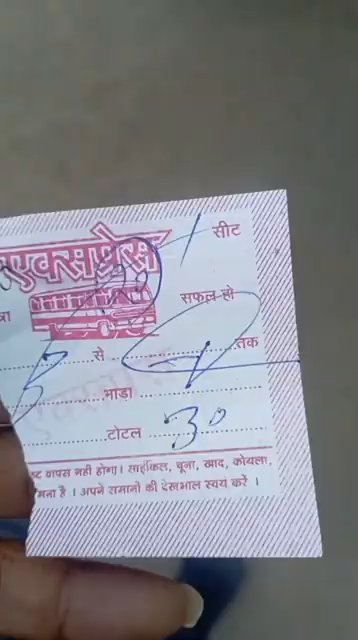 सीट
एक्सप्रेस
सफल हो
त्रा
से तक
भाड़ा
टोटल 30
वापस नही होगा। साईकिल, चूना, खाद, कोयला,
मना है । अपने समानो की देखभाल स्वयं करें ।